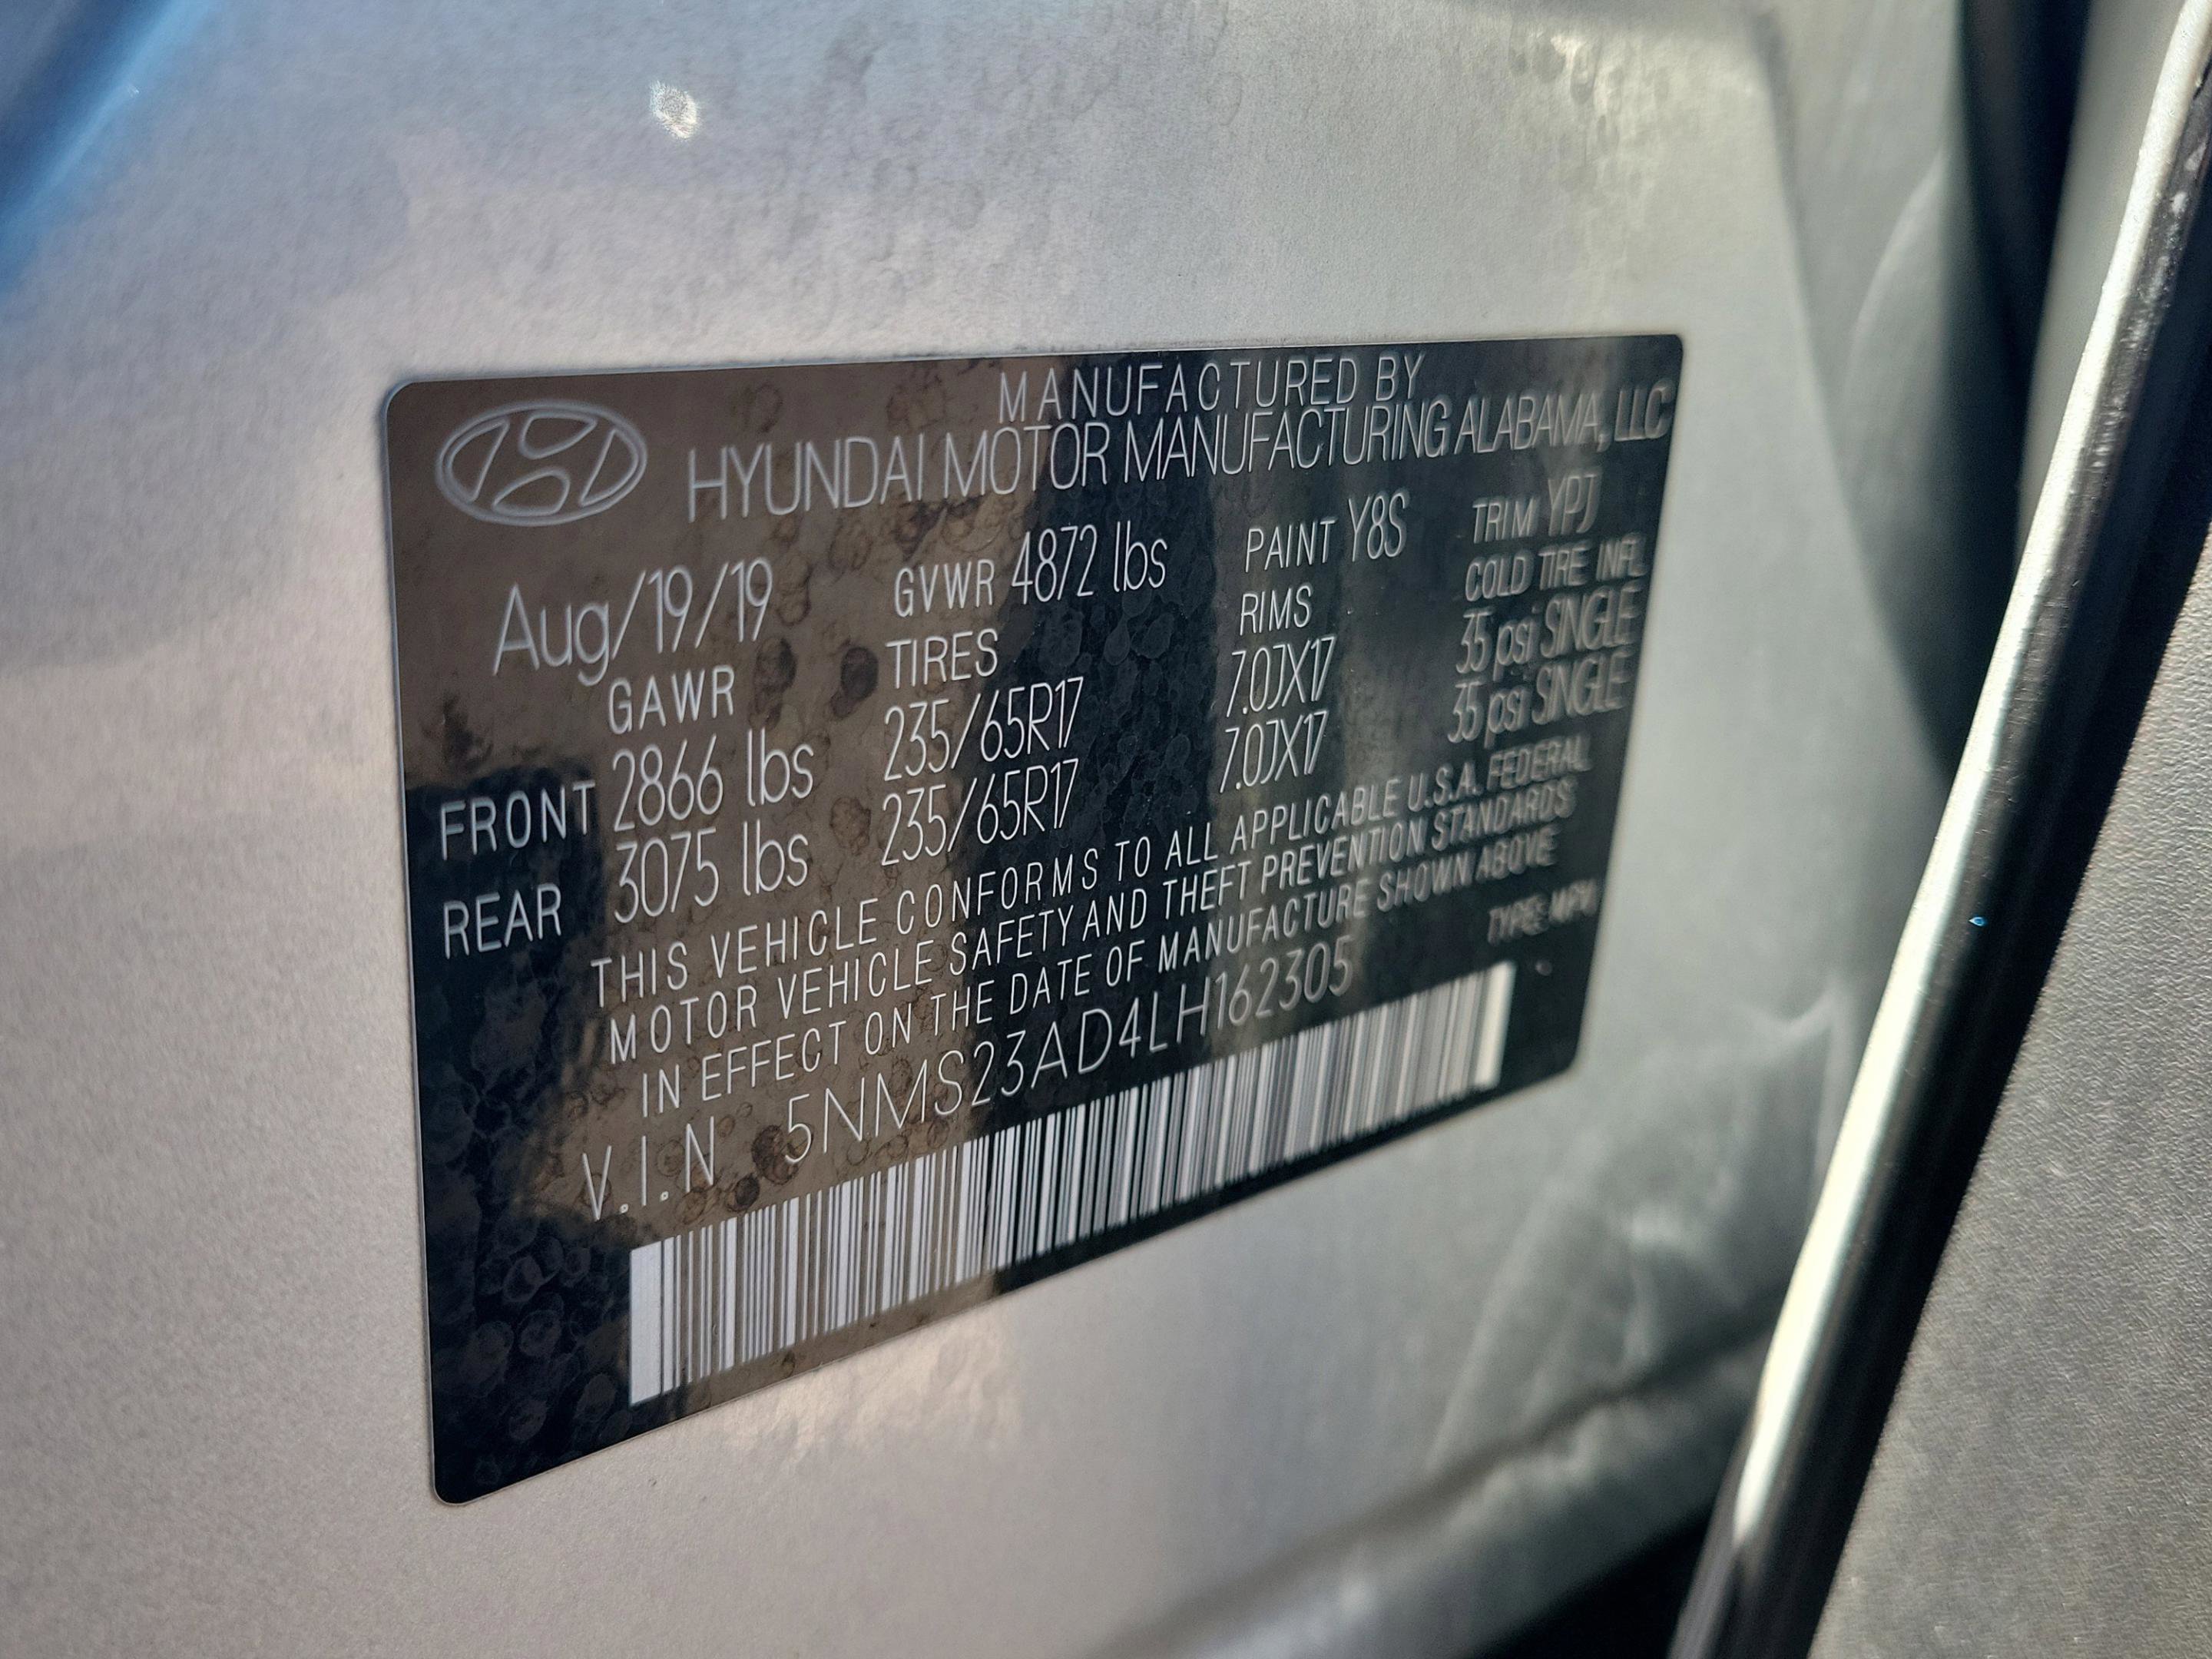 MANUFACTURED BY
HYUNDAI MOTOR MANUFACTURING ALABAMA, LLC
Aug/19/19 GVWR 4872 lbs PAINT Y8S TRIM YPJ
GAWR TIRES RIMS COLD TIRE INFL
FRONT 2866 lbs 235/65R17 7.0JX17 35 psi SINGLE
REAR 3075 lbs 235/65R17 7.0JX17 35 psi SINGLE
THIS VEHICLE CONFORMS TO ALL APPLICABLE U.S.A. FEDERAL
MOTOR VEHICLE SAFETY AND THEFT PREVENTION STANDARDS
IN EFFECT ON THE DATE OF MANUFACTURE SHOWN ABOVE
V.I.N 5NMS23AD4LH162305 TYPE: MPV